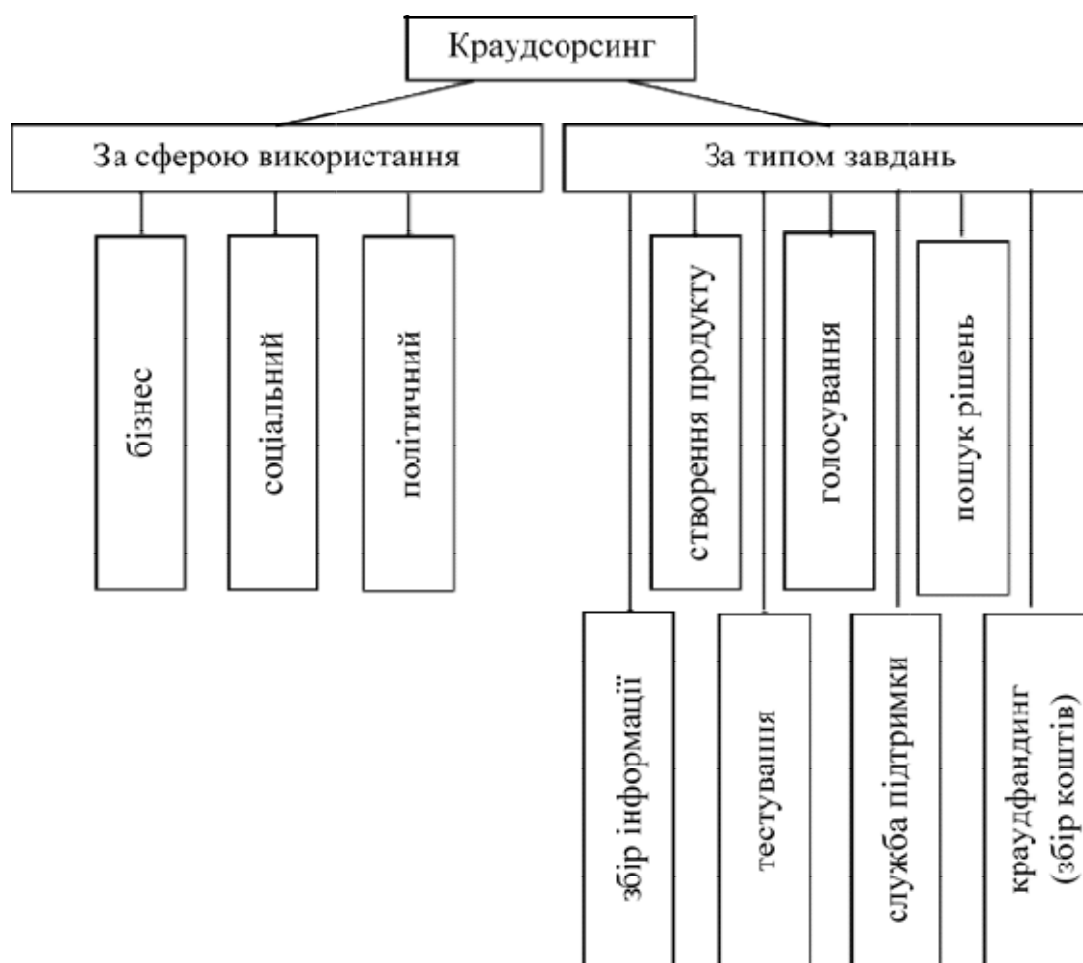 Краудсорсинг
За сферою використання
За типом завдань
бізнес
соціальний
політичний
створення продукту
голосування
пошук рішень
збір інформації
тестування
служба підтримки
краудфандинг
(збір коштів)